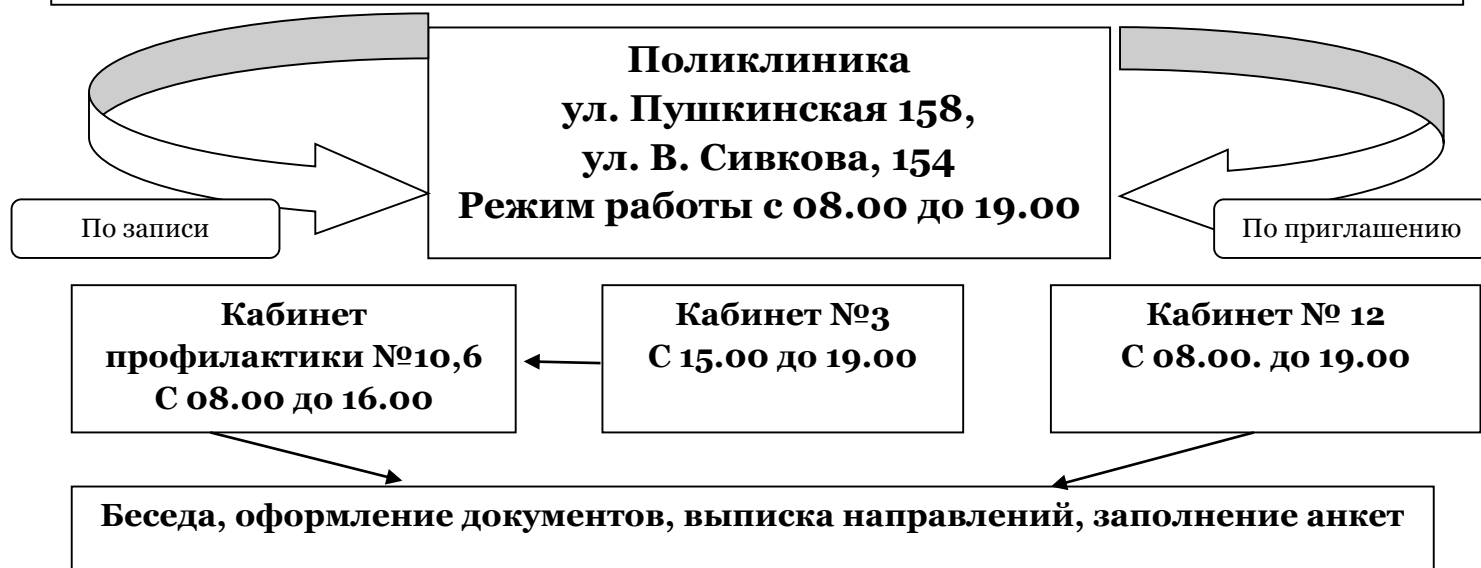 Поликлиника
ул. Пушкинская 158,
ул. В. Сивкова, 154
Режим работы с 08.00 до 19.00
По записи
По приглашению
Кабинет
профилактики №10,6
С 08.00 до 16.00
Кабинет №3
С 15.00 до 19.00
Кабинет № 12
С 08.00. до 19.00
Беседа, оформление документов, выписка направлений, заполнение анкет